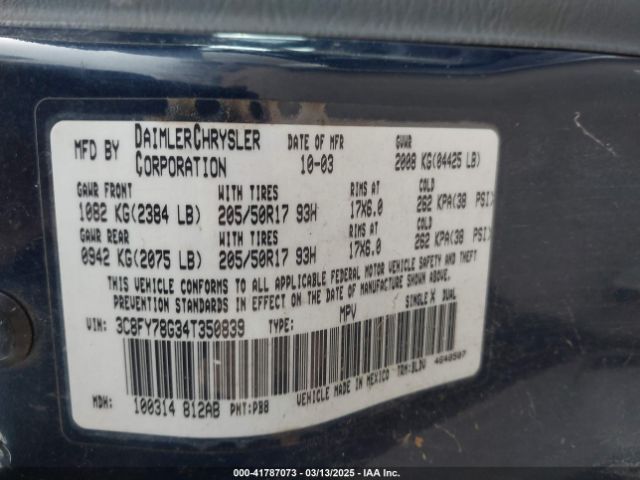 MFD BY DAIMLERCHRYSLER CORPORATION DATE OF MFR 10-03 GVWR 2008 KG(04425 LB)
GAWR FRONT WITH TIRES RIMS AT COLD
1082 KG(2384 LB) 205/50R17 93H 17X6.0 262 KPA(38 PSI)
GAWR REAR WITH TIRES RIMS AT COLD
0942 KG(2075 LB) 205/50R17 93H 17X6.0 262 KPA(38 PSI)
THIS VEHICLE CONFORMS TO ALL APPLICABLE FEDERAL MOTOR VEHICLE SAFETY AND THEFT
PREVENTION STANDARDS IN EFFECT ON THE DATE OF MANUFACTURE SHOWN ABOVE.
SINGLE X DUAL
VIN: 3C8FY78G34T350839 TYPE: MPV
VEHICLE MADE IN MEXICO TRM:BLDV 4648507
MDH: 100314 812AB PNT:PB8
000-41787073 — 03/13/2025 — IAA Inc.